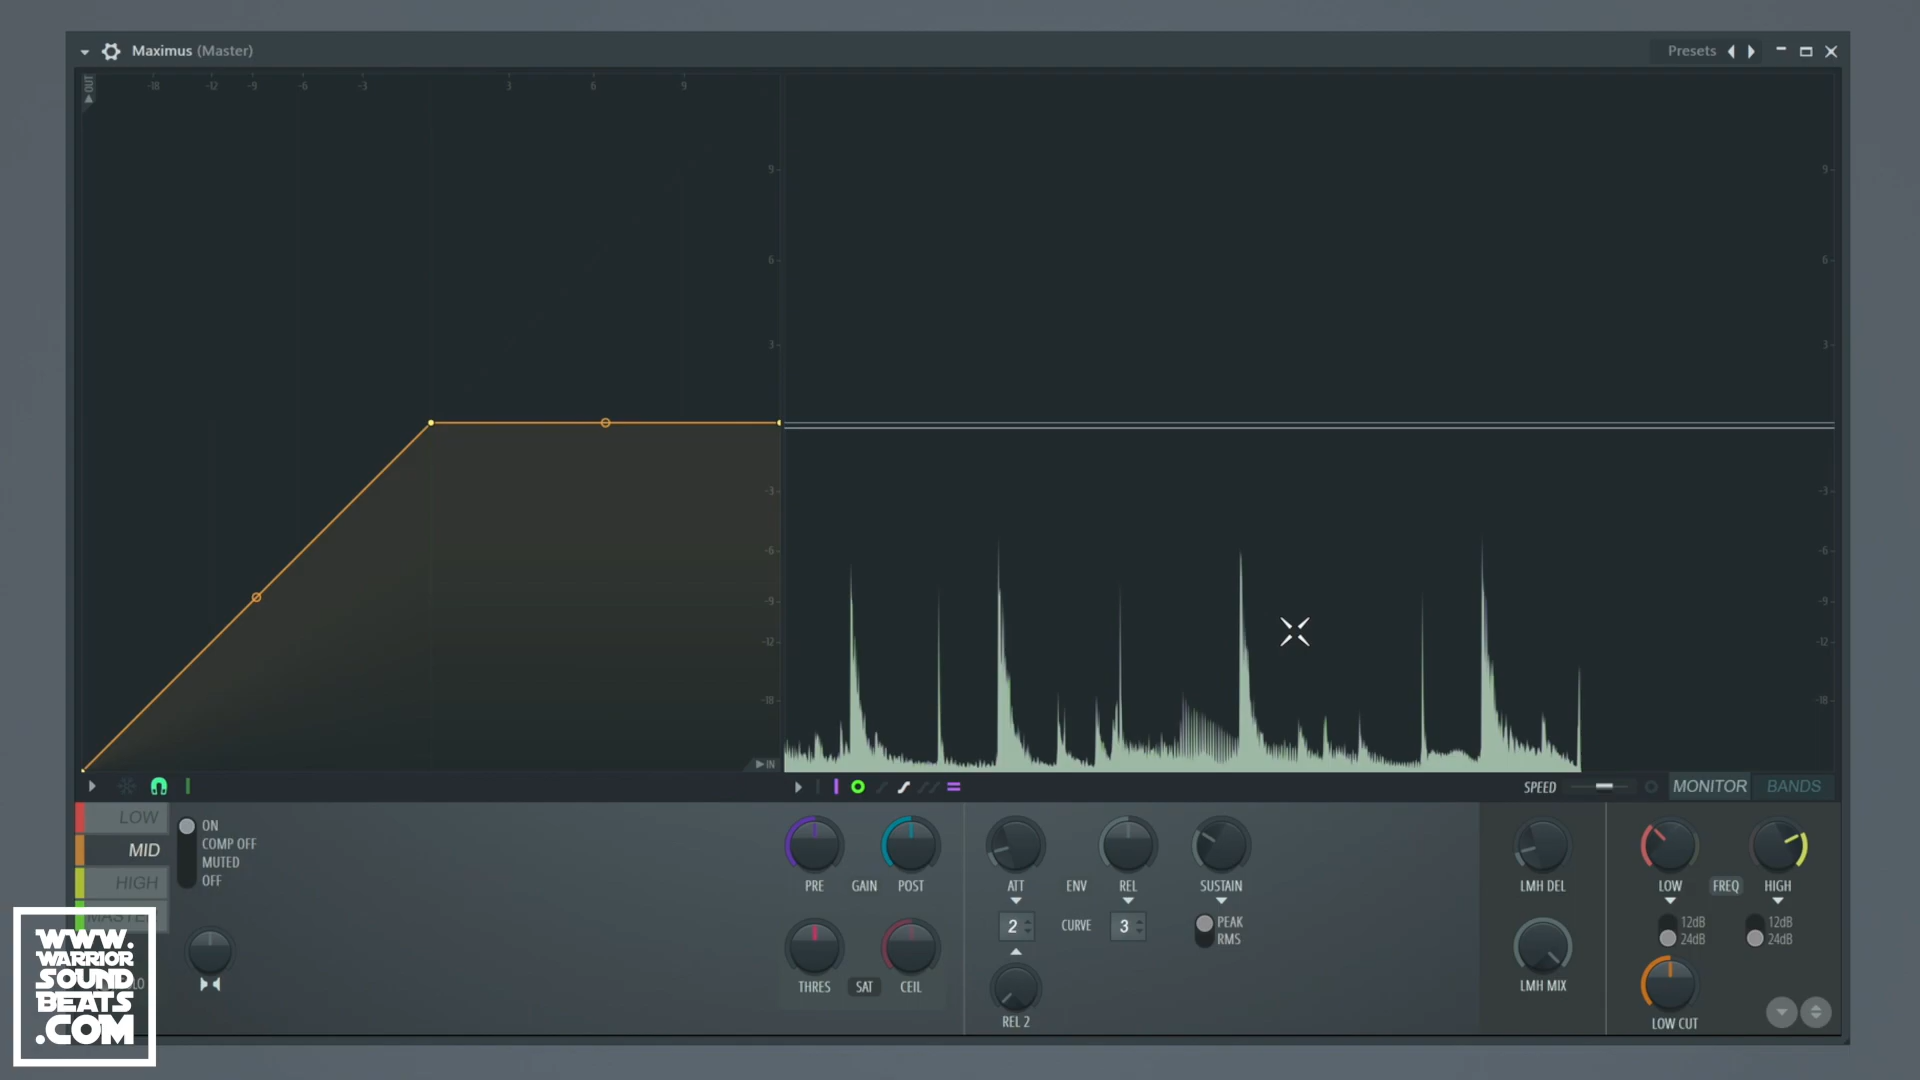 Maximus (Master)
Presets
OUT
-18 -12 -9 -6 -3 3 6 9
9 9
6 6
3 3
-3 -3
-6 -6
-9 -9
-12 -12
-18 -18
IN
SPEED MONITOR BANDS
LOW
MID
HIGH
MASTER
ON
COMP OFF
MUTED
OFF
PRE GAIN POST
THRES SAT CEIL
ATT ENV REL SUSTAIN
2 CURVE 3
PEAK
RMS
REL 2
LMH DEL
LMH MIX
LOW FREQ HIGH
12dB 12dB
24dB 24dB
LOW CUT
WWW.
WARRIOR
SOUND
BEATS
.COM